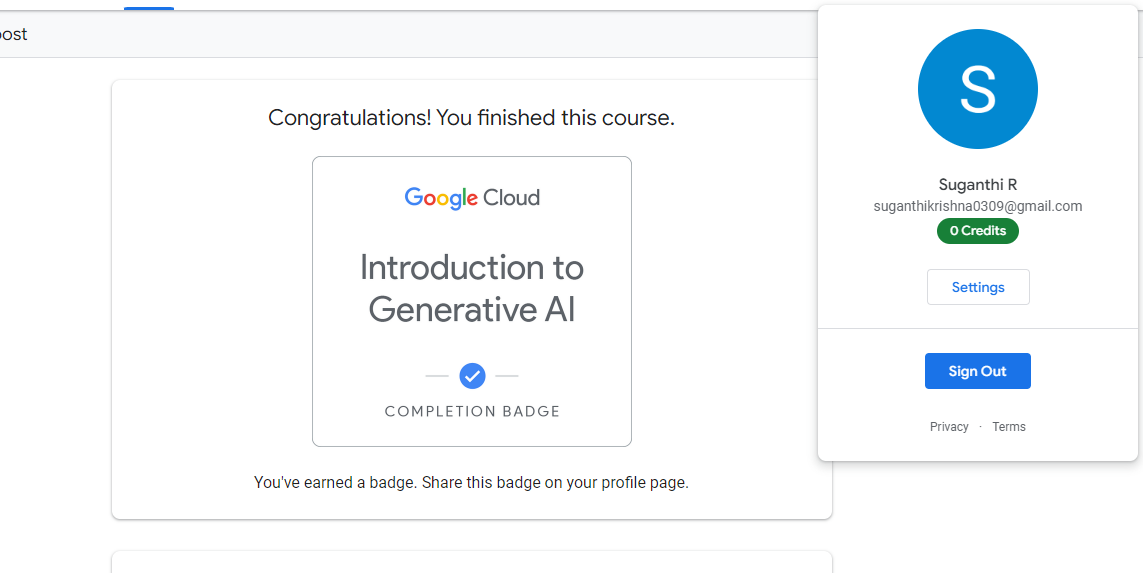 Congratulations! You finished this course.
Google Cloud
Introduction to
Generative AI
COMPLETION BADGE
You've earned a badge. Share this badge on your profile page.
S
Suganthi R
suganthikrishna0309@gmail.com
0 Credits
Settings
Sign Out
Privacy · Terms